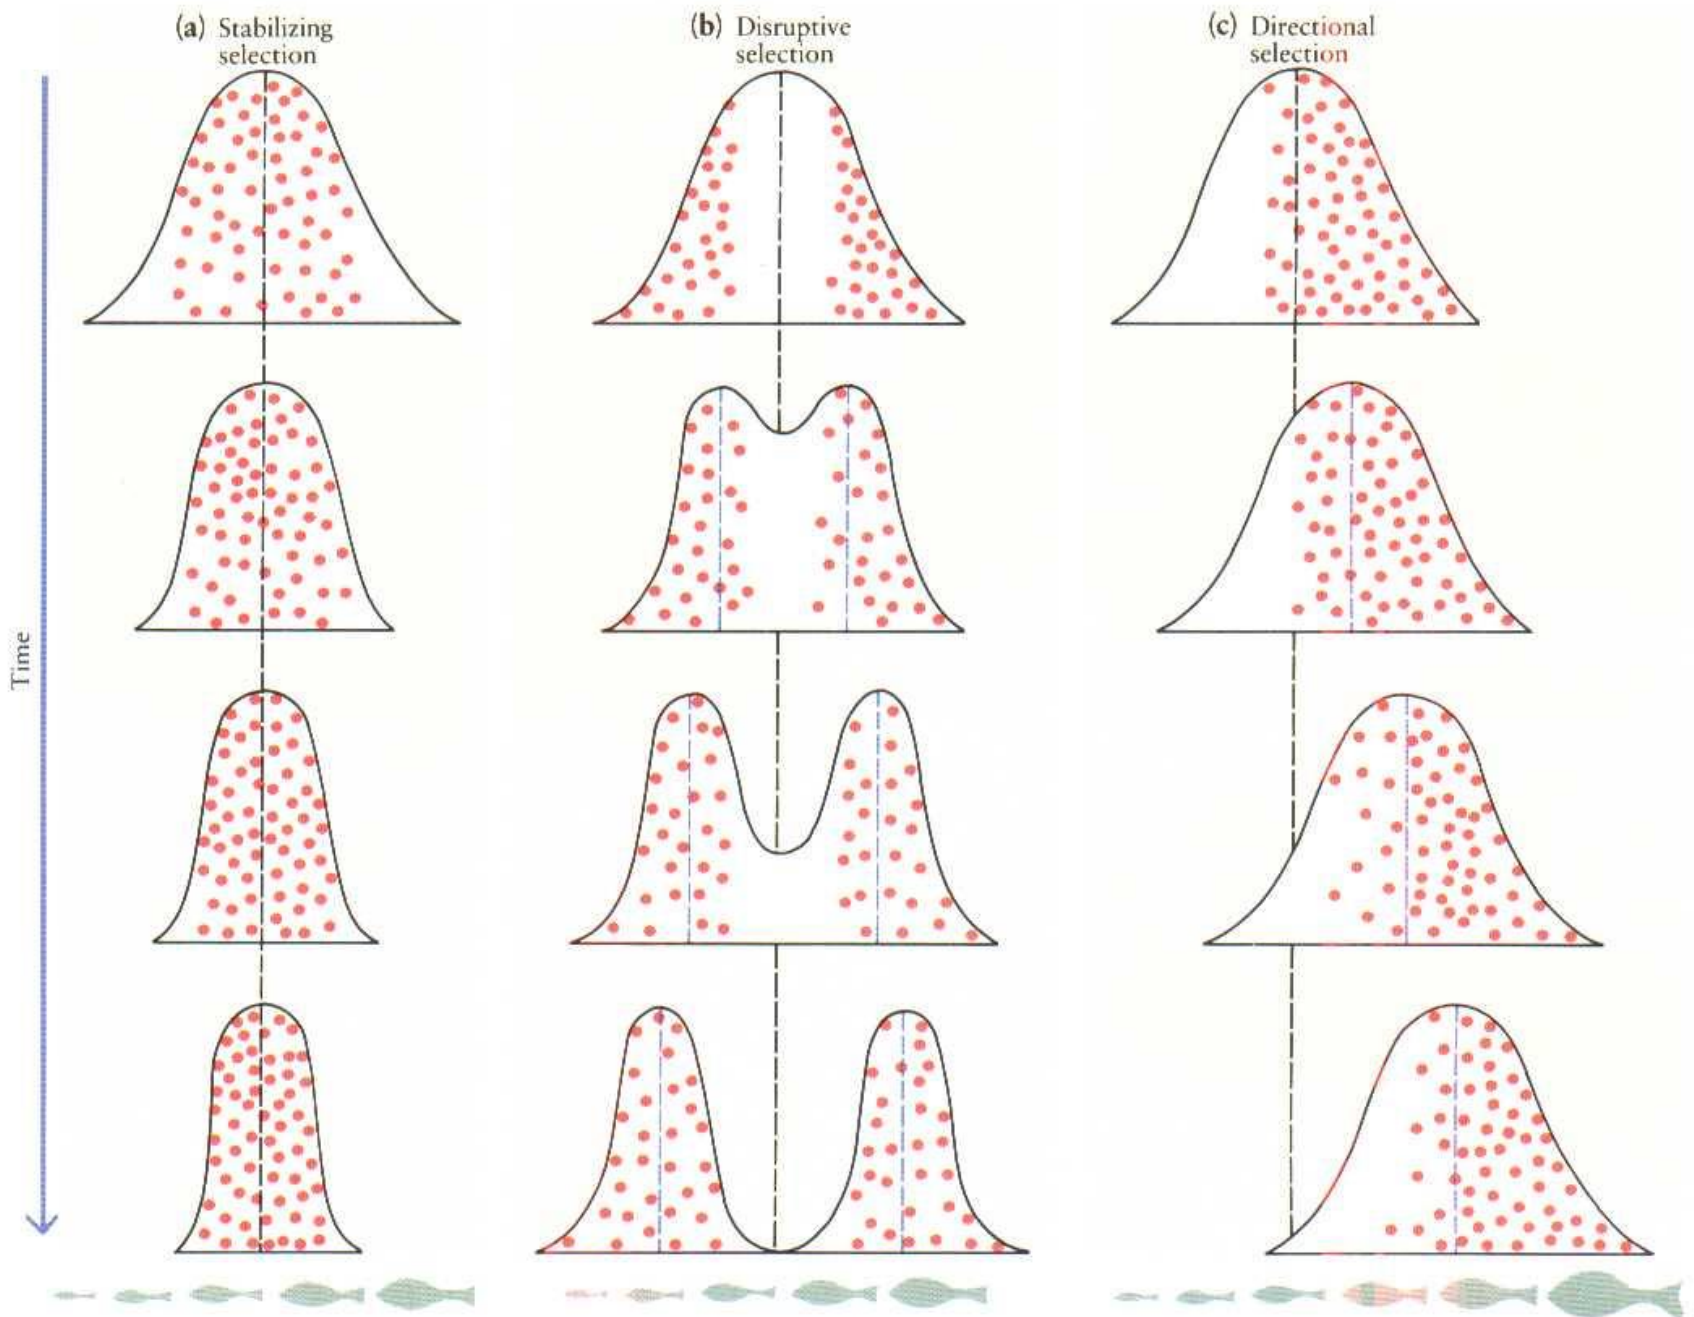 (a) Stabilizing
selection
(b) Disruptive
selection
(c) Directional
selection
Time